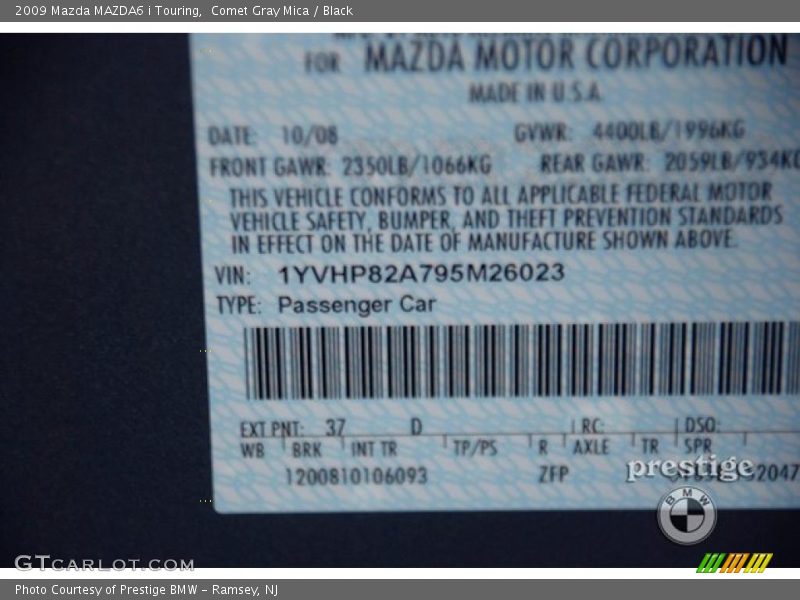 2009 Mazda MAZDA6 i Touring, Comet Gray Mica / Black
FOR MAZDA MOTOR CORPORATION
MADE IN U.S.A.
DATE: 10/08 GVWR: 4400LB/1996KG
FRONT GAWR: 2350LB/1066KG REAR GAWR: 2059LB/934KG
THIS VEHICLE CONFORMS TO ALL APPLICABLE FEDERAL MOTOR
VEHICLE SAFETY, BUMPER, AND THEFT PREVENTION STANDARDS
IN EFFECT ON THE DATE OF MANUFACTURE SHOWN ABOVE.
VIN: 1YVHP82A795M26023
TYPE: Passenger Car
EXT PNT: 37 D RC: DSO:
WB BRK INT TR TP/PS R AXLE TR SPR
1200810106093 ZFP
prestige
BMW
GTCARLOT.COM
Photo Courtesy of Prestige BMW - Ramsey, NJ